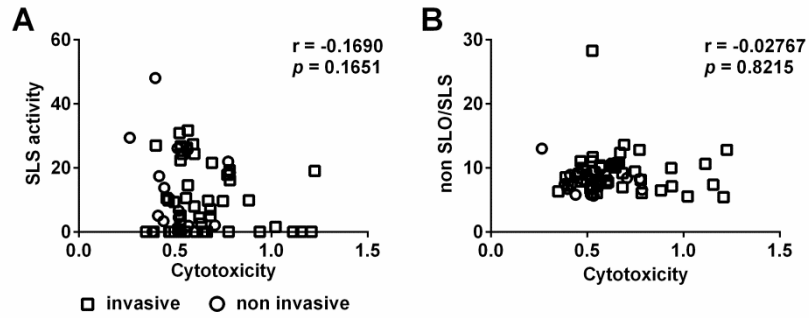 A
B
r = -0.1690
p = 0.1651
r = -0.02767
p = 0.8215
SLS activity
60
40
20
0
0.0 0.5 1.0 1.5
Cytotoxicity
non SLO/SLS
30
20
10
0
0.0 0.5 1.0 1.5
Cytotoxicity
invasive non invasive